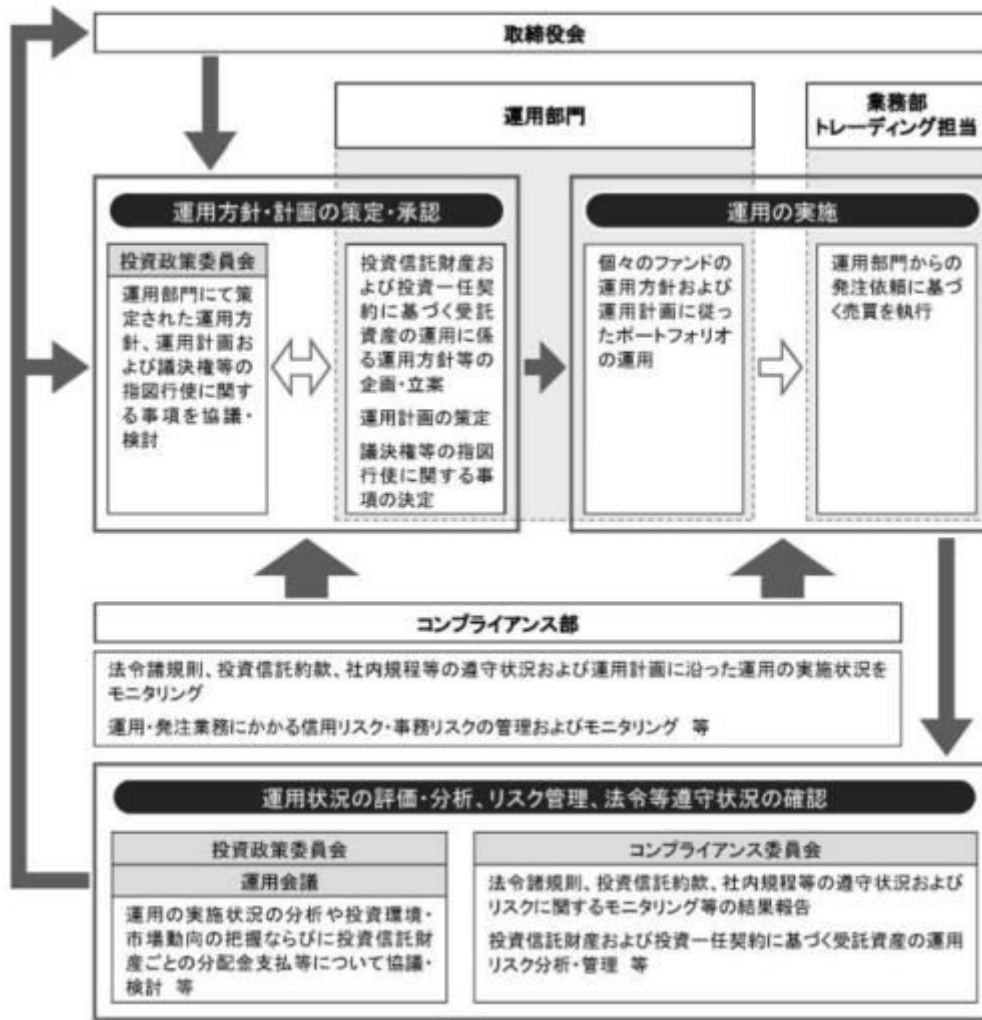 取締役会
運用部門
業務部
トレーディング担当
運用方針・計画の策定・承認
投資政策委員会
運用部門にて策
定された運用方
針、運用計画お
よび議決権等の
指図行使に関す
る事項を協議・
検討
投資信託財産お
よび投資一任契
約に基づく受託
資産の運用に係
る運用方針等の
企画・立案
運用計画の策定
議決権等の指図
行使に関する事
項の決定
運用の実施
個々のファンドの
運用方針および
運用計画に従っ
たポートフォリオ
の運用
運用部門からの
発注依頼に基づ
く売買を執行
コンプライアンス部
法令諸規則、投資信託約款、社内規程等の遵守状況および運用計画に沿った運用の実施状況を
モニタリング
運用・発注業務にかかる信用リスク・事務リスクの管理およびモニタリング 等
運用状況の評価・分析、リスク管理、法令等遵守状況の確認
投資政策委員会
運用会議
運用の実施状況の分析や投資環境・
市場動向の把握ならびに投資信託財
産ごとの分配金支払等について協議・
検討 等
コンプライアンス委員会
法令諸規則、投資信託約款、社内規程等の遵守状況および
リスクに関するモニタリング等の結果報告
投資信託財産および投資一任契約に基づく受託資産の運用
リスク分析・管理 等